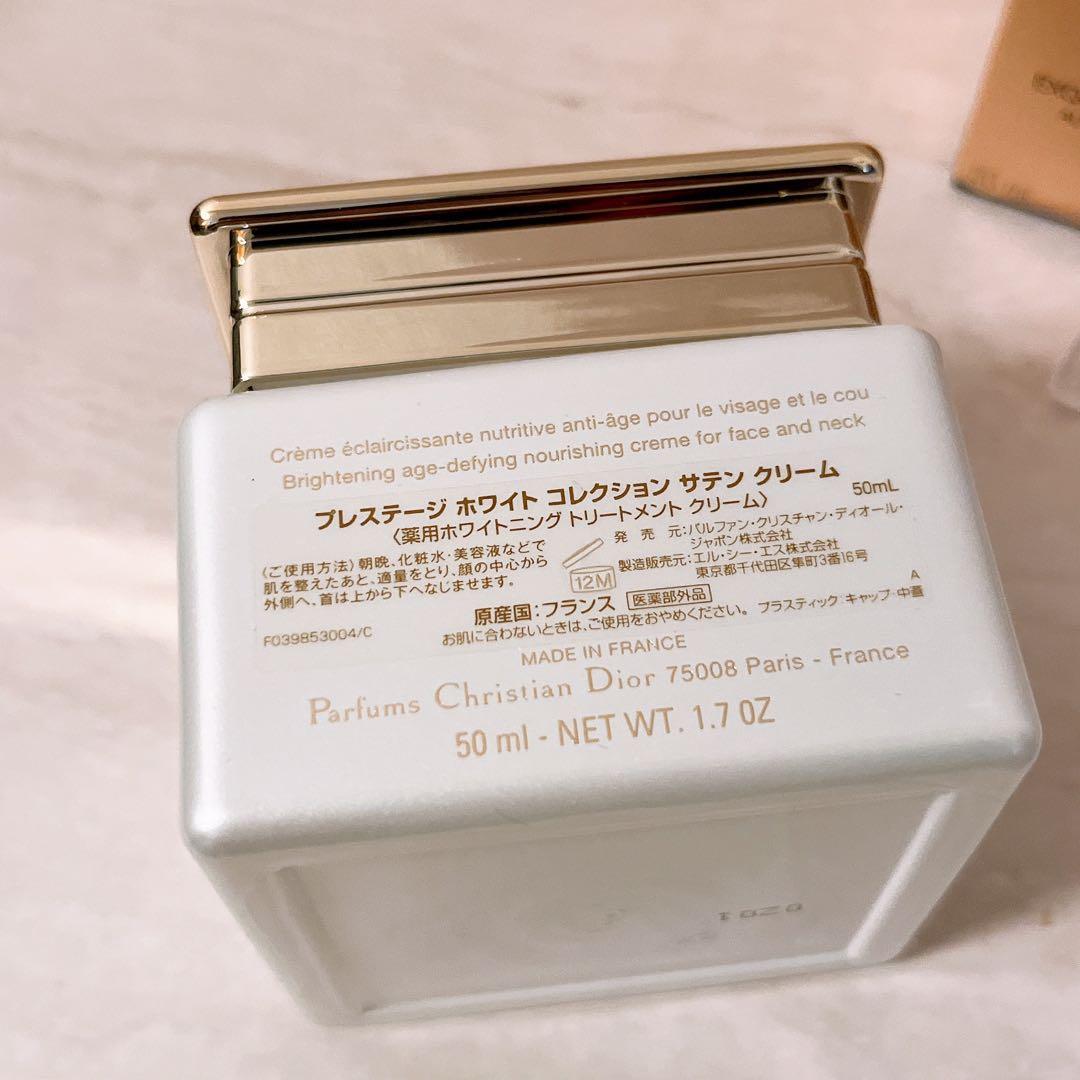 Crème éclaircissante nutritive anti-âge pour le visage et le cou
Brightening age-defying nourishing creme for face and neck
プレステージ ホワイト コレクション サテン クリーム
〈薬用ホワイトニング トリートメント クリーム〉
50mL
〈ご使用方法〉朝晩、化粧水・美容液などで
肌を整えたあと、適量をとり、顔の中心から
外側へ、首は上から下へなじませます。
12M
発 売 元:パルファン・クリスチャン・ディオール・
ジャポン株式会社
製造販売元:エル・シー・エス株式会社
東京都千代田区隼町3番16号
原産国:フランス 医薬部外品
A
F039853004/C
お肌に合わないときは、ご使用をおやめください。 プラスティック:キャップ・中蓋
MADE IN FRANCE
Parfums Christian Dior 75008 Paris - France
50 ml - NET WT. 1.7 OZ